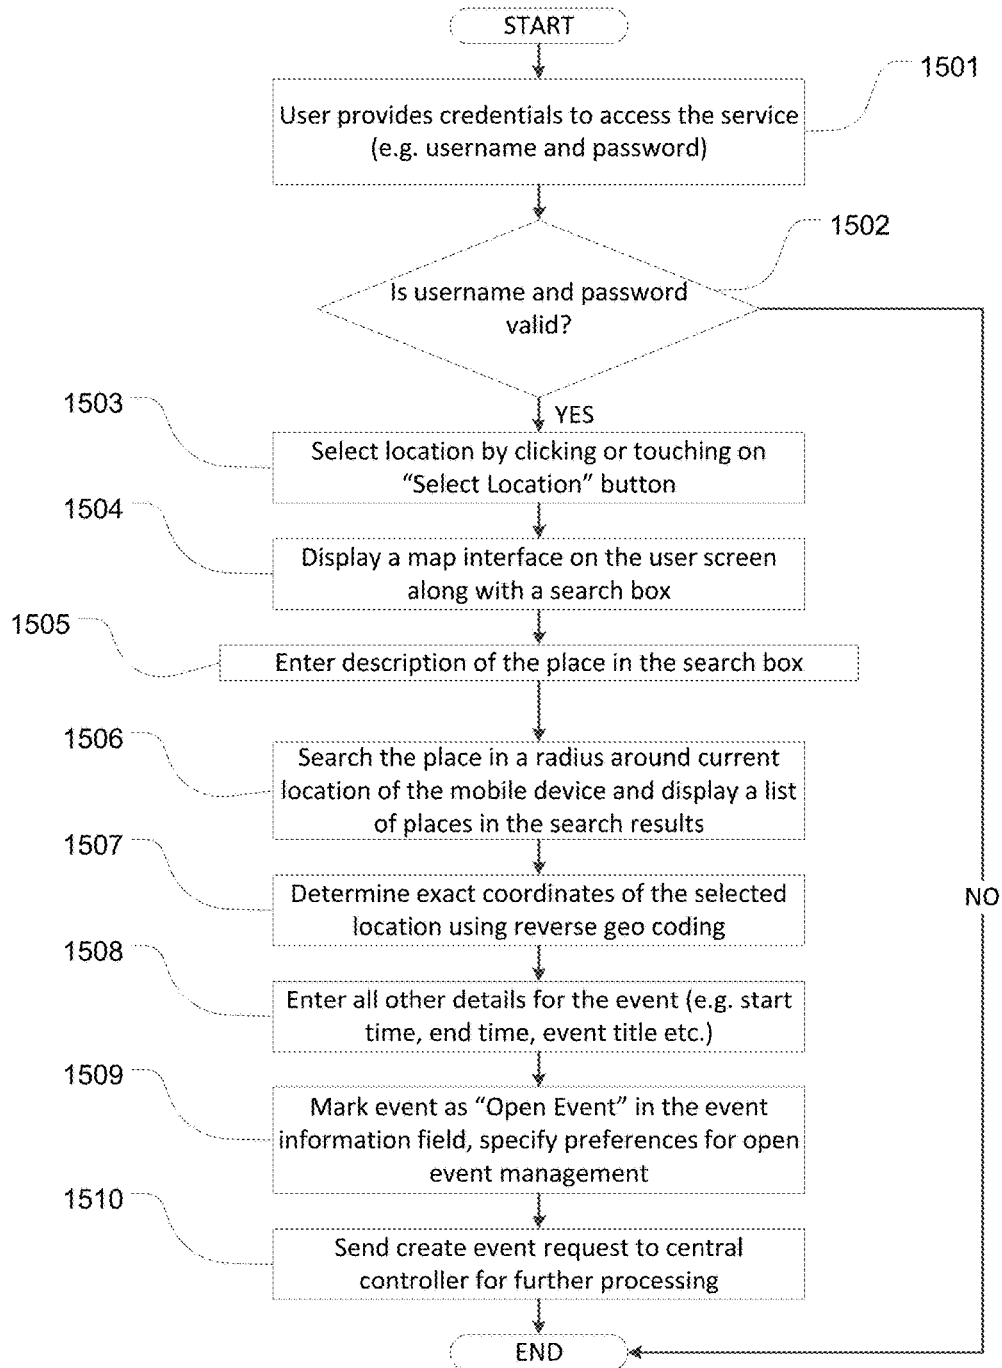 START
1501
User provides credentials to access the service
(e.g. username and password)
1502
Is username and password
valid?
1503
YES
Select location by clicking or touching on
“Select Location” button
1504
Display a map interface on the user screen
along with a search box
1505
Enter description of the place in the search box
1506
Search the place in a radius around current
location of the mobile device and display a list
of places in the search results
1507
Determine exact coordinates of the selected
location using reverse geo coding
NO
1508
Enter all other details for the event (e.g. start
time, end time, event title etc.)
1509
Mark event as “Open Event” in the event
information field, specify preferences for open
event management
1510
Send create event request to central
controller for further processing
END